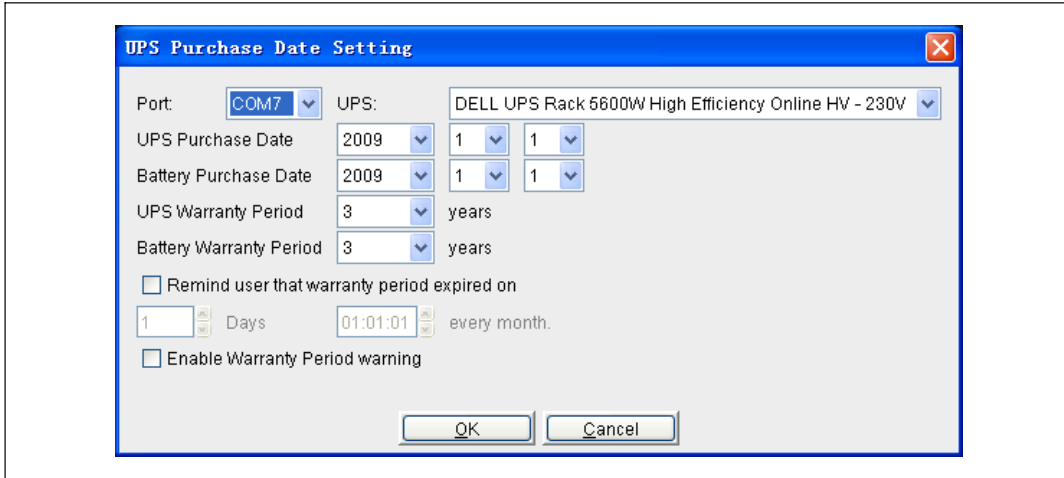 UPS Purchase Date Setting
Port: COM7 UPS: DELL UPS Rack 5600W High Efficiency Online HV - 230V
UPS Purchase Date 2009 1 1
Battery Purchase Date 2009 1 1
UPS Warranty Period 3 years
Battery Warranty Period 3 years
Remind user that warranty period expired on
1 Days 01:01:01 every month.
Enable Warranty Period warning
OK Cancel